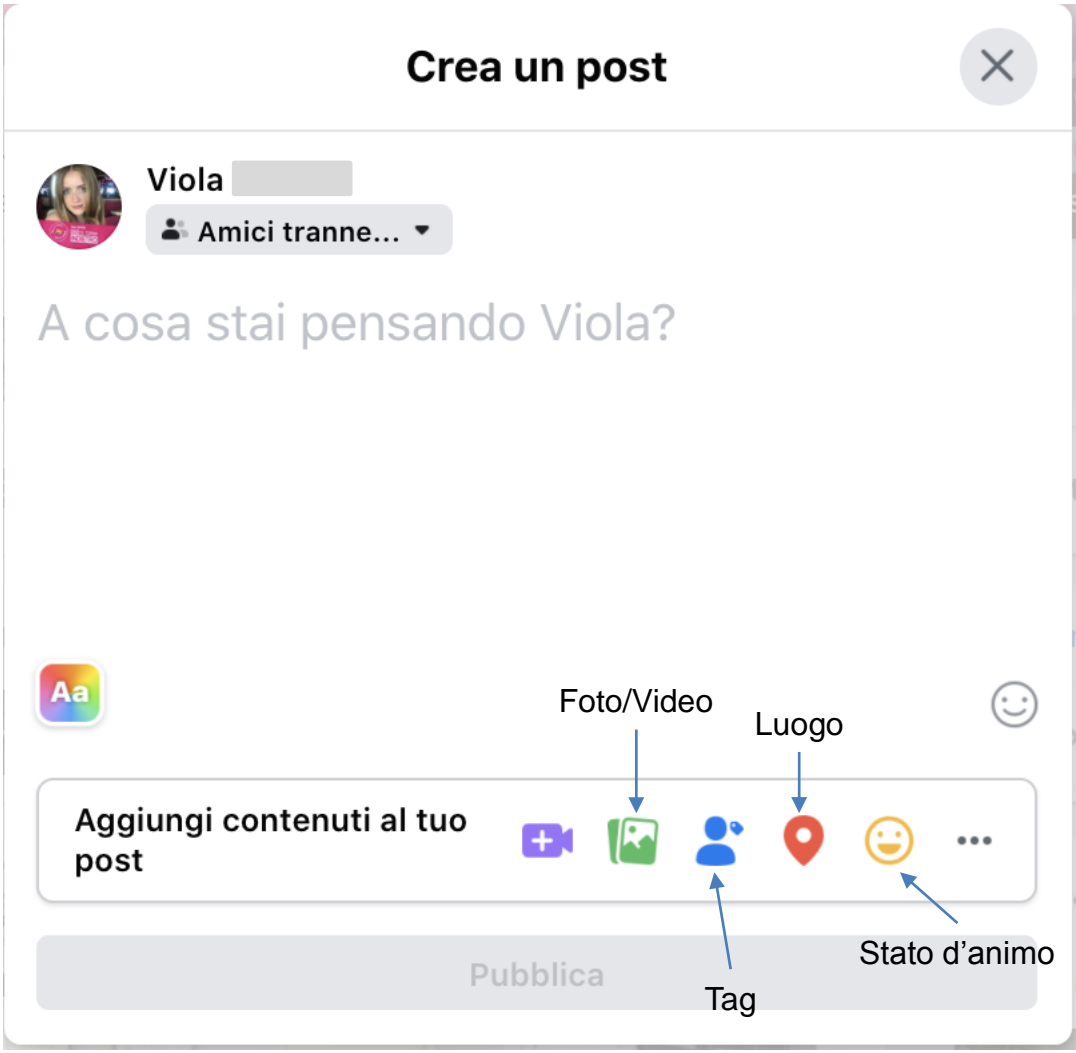 Crea un post
Viola
Amici tranne...
A cosa stai pensando Viola?
Aa
Foto/Video
Luogo
Aggiungi contenuti al tuo
post
Stato d’animo
Pubblica
Tag